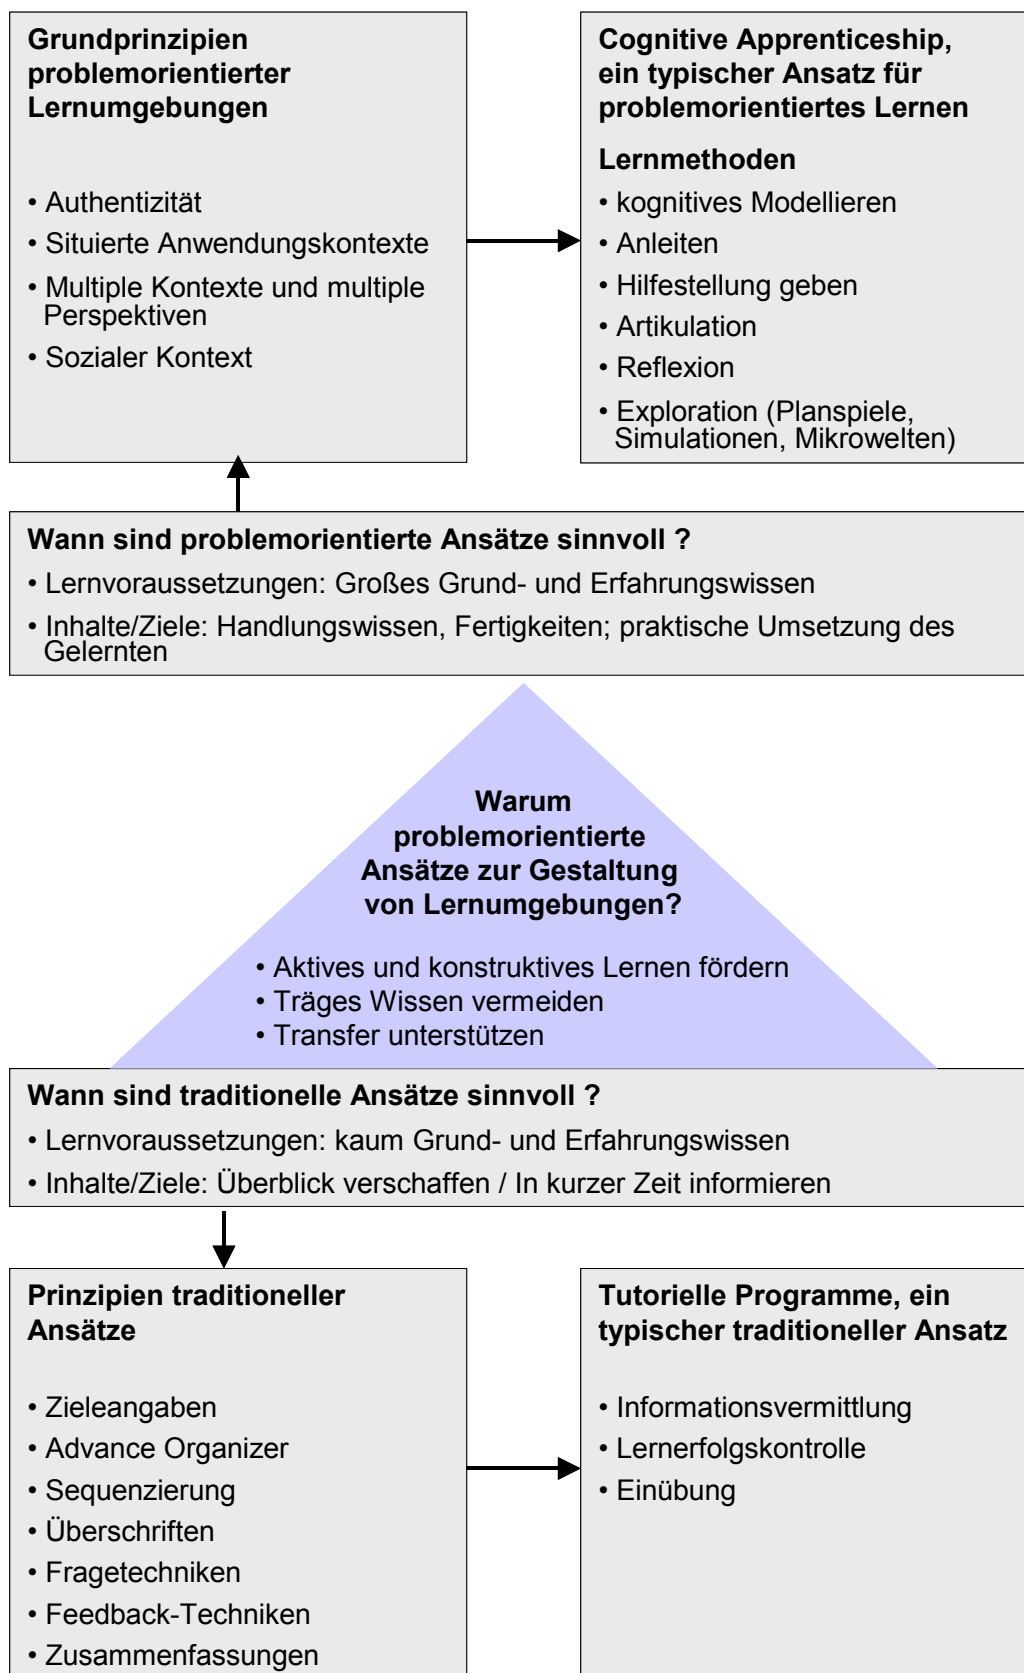 Grundprinzipien
problemorientierter
Lernumgebungen
• Authentizität
• Situierte Anwendungskontexte
• Multiple Kontexte und multiple
Perspektiven
• Sozialer Kontext
Cognitive Apprenticeship,
ein typischer Ansatz für
problemorientiertes Lernen
Lernmethoden
• kognitives Modellieren
• Anleiten
• Hilfestellung geben
• Artikulation
• Reflexion
• Exploration (Planspiele,
Simulationen, Mikrowelten)
Wann sind problemorientierte Ansätze sinnvoll ?
• Lernvoraussetzungen: Großes Grund- und Erfahrungswissen
• Inhalte/Ziele: Handlungswissen, Fertigkeiten; praktische Umsetzung des
Gelernten
Warum
problemorientierte
Ansätze zur Gestaltung
von Lernumgebungen?
• Aktives und konstruktives Lernen fördern
• Träges Wissen vermeiden
• Transfer unterstützen
Wann sind traditionelle Ansätze sinnvoll ?
• Lernvoraussetzungen: kaum Grund- und Erfahrungswissen
• Inhalte/Ziele: Überblick verschaffen / In kurzer Zeit informieren
Prinzipien traditioneller
Ansätze
• Zieleangaben
• Advance Organizer
• Sequenzierung
• Überschriften
• Fragetechniken
• Feedback-Techniken
• Zusammenfassungen
Tutorielle Programme, ein
typischer traditioneller Ansatz
• Informationsvermittlung
• Lernerfolgskontrolle
• Einübung